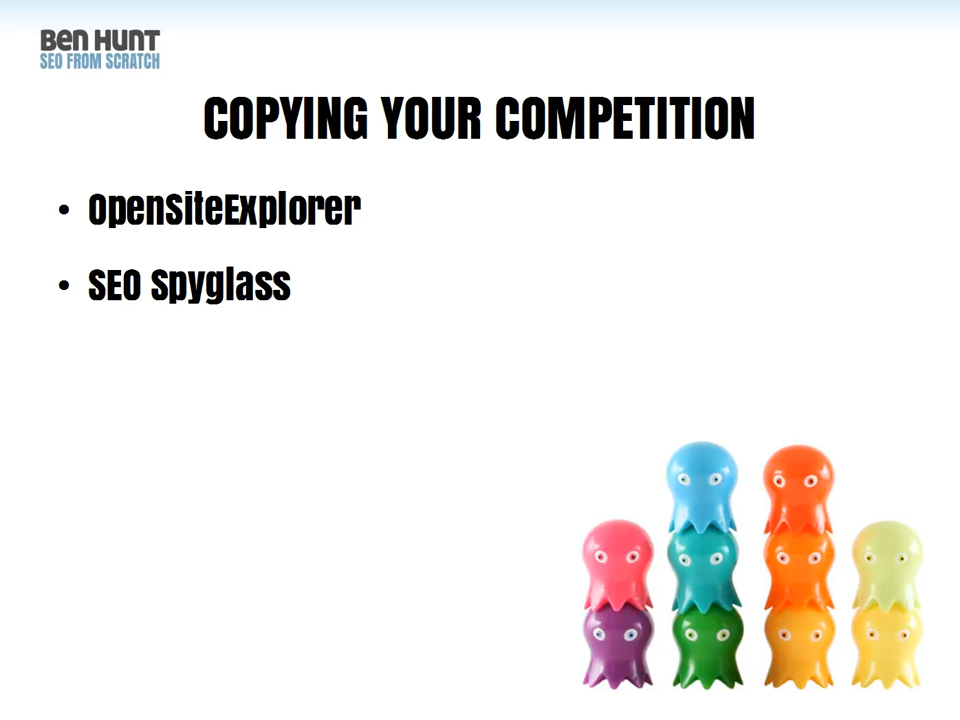 BEN HUNT
SEO FROM SCRATCH
COPYING YOUR COMPETITION
• OpenSiteExplorer
• SEO Spyglass